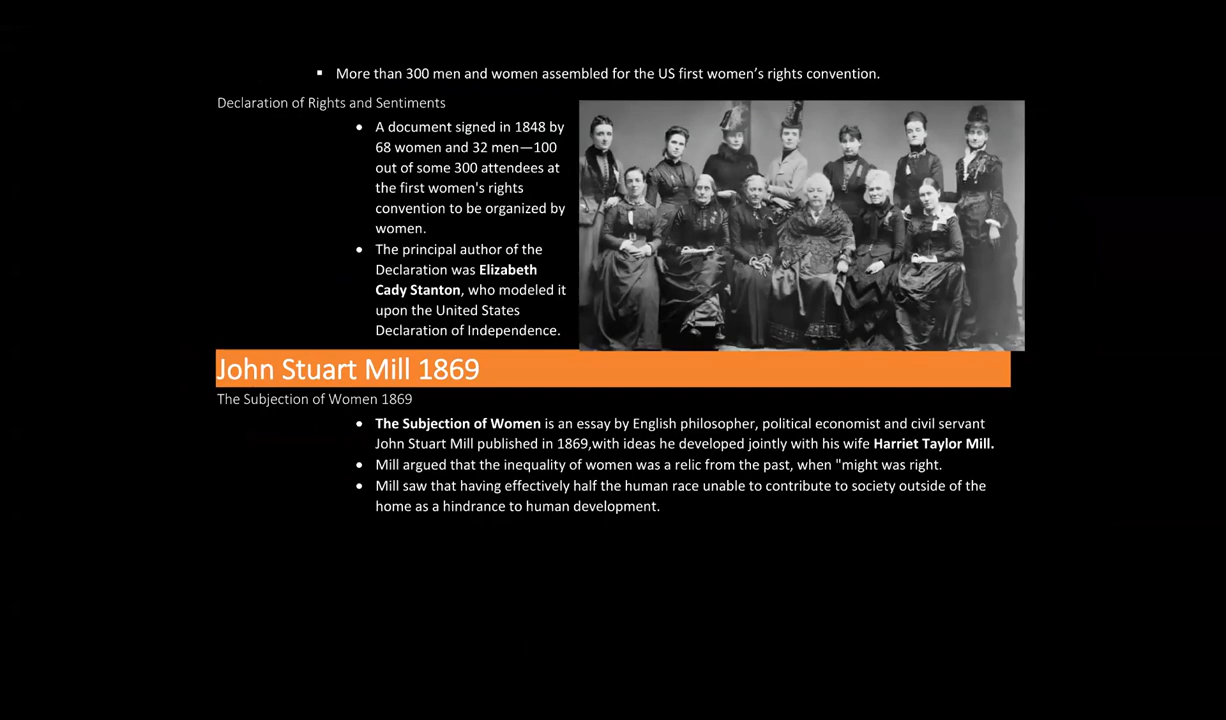 ▪ More than 300 men and women assembled for the US first women’s rights convention.
Declaration of Rights and Sentiments
• A document signed in 1848 by
68 women and 32 men—100
out of some 300 attendees at
the first women's rights
convention to be organized by
women.
• The principal author of the
Declaration was Elizabeth
Cady Stanton, who modeled it
upon the United States
Declaration of Independence.
John Stuart Mill 1869
The Subjection of Women 1869
• The Subjection of Women is an essay by English philosopher, political economist and civil servant
John Stuart Mill published in 1869,with ideas he developed jointly with his wife Harriet Taylor Mill.
• Mill argued that the inequality of women was a relic from the past, when "might was right.
• Mill saw that having effectively half the human race unable to contribute to society outside of the
home as a hindrance to human development.